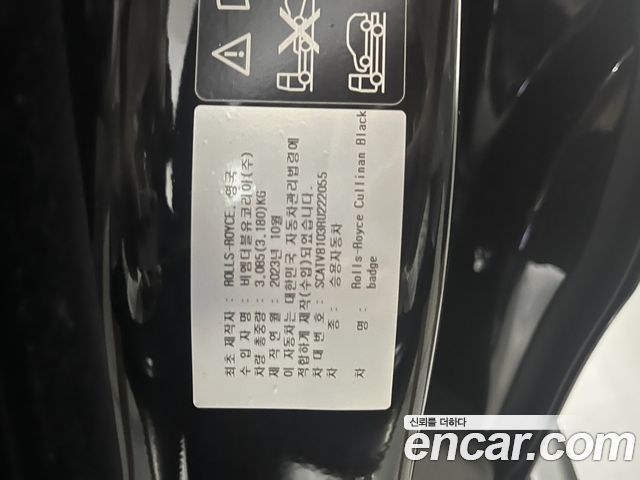 최초 제작자 : ROLLS-ROYCE. 영국
수 입 자 명 : 비엠더블유코리아(주)
차량 총중량 : 3,085(3,180)KG
제 작 연 월 : 2023년 10월
이 자동차는 대한민국, 자동차관리법령에
적합하게 제작(수입)되었습니다.
차 대 번 호 : SCATV8103RU222055
차 종 : 승용자동차
차 명 : Rolls-Royce Cullinan Black
badge
신뢰를 더하다
encar.com